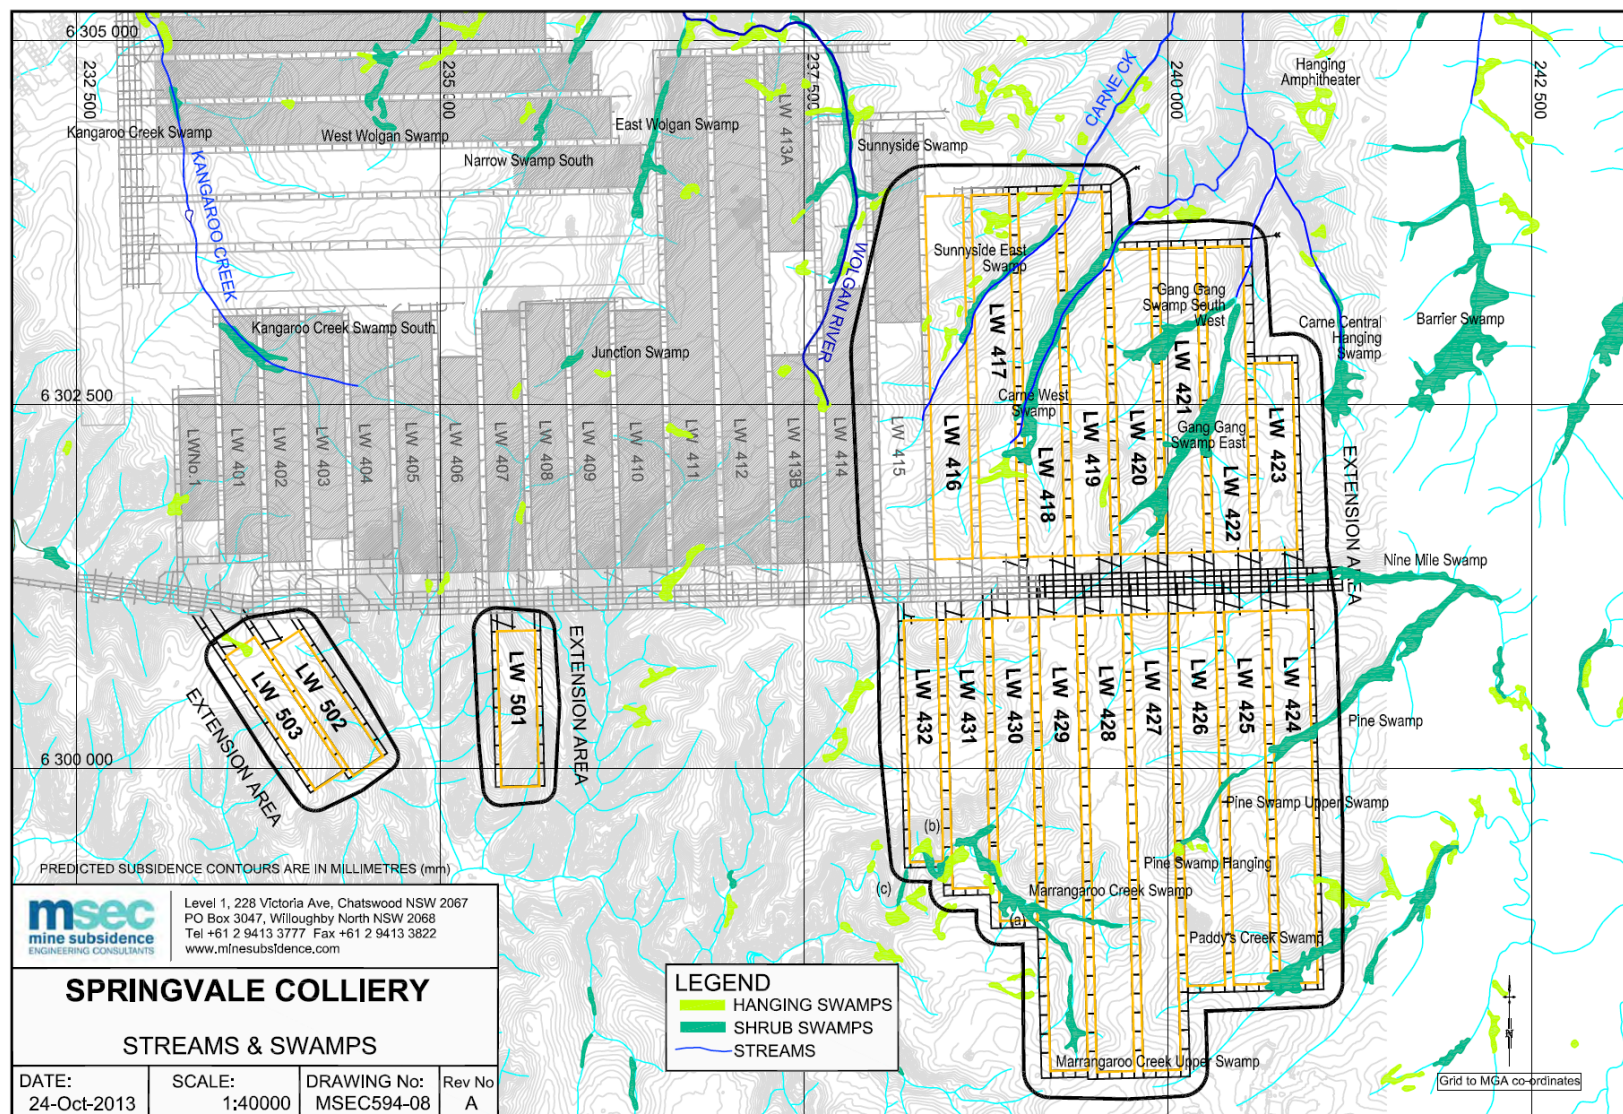 6 305 000
232 500
235 000
237 500
240 000
242 500
Hanging
Amphitheater
CARNE CK
Kangaroo Creek Swamp
West Wolgan Swamp
East Wolgan Swamp
Narrow Swamp South
LW 413A
Sunnyside Swamp
KANGAROO CREEK
WOLGAN RIVER
Sunnyside East
Swamp
Gang Gang
Swamp South
West
Carne Central
Hanging
Swamp
Barrier Swamp
Kangaroo Creek Swamp South
Junction Swamp
6 302 500
Carne West
Swamp
Gang Gang
Swamp East
LWNo.1
LW 401
LW 402
LW 403
LW 404
LW 405
LW 406
LW 407
LW 408
LW 409
LW 410
LW 411
LW 412
LW 413B
LW 414
LW 415
LW 416
LW 417
LW 418
LW 419
LW 420
LW 421
LW 422
LW 423
EXTENSION AREA
Nine Mile Swamp
LW 503
LW 502
EXTENSION AREA
LW 501
EXTENSION AREA
LW 432
LW 431
LW 430
LW 429
LW 428
LW 427
LW 426
LW 425
LW 424
Pine Swamp
6 300 000
Pine Swamp Upper Swamp
(b)
Pine Swamp Hanging
(c)
Marrangaroo Creek Swamp
(a)
Paddy's Creek Swamp
Marrangaroo Creek Upper Swamp
PREDICTED SUBSIDENCE CONTOURS ARE IN MILLIMETRES (mm)
msec
mine subsidence
ENGINEERING CONSULTANTS
Level 1, 228 Victoria Ave, Chatswood NSW 2067
PO Box 3047, Willoughby North NSW 2068
Tel +61 2 9413 3777 Fax +61 2 9413 3822
www.minesubsidence.com
SPRINGVALE COLLIERY
STREAMS & SWAMPS
DATE:
24-Oct-2013
SCALE:
1:40000
DRAWING No:
MSEC594-08
Rev No
A
LEGEND
HANGING SWAMPS
SHRUB SWAMPS
STREAMS
N
Grid to MGA co-ordinates